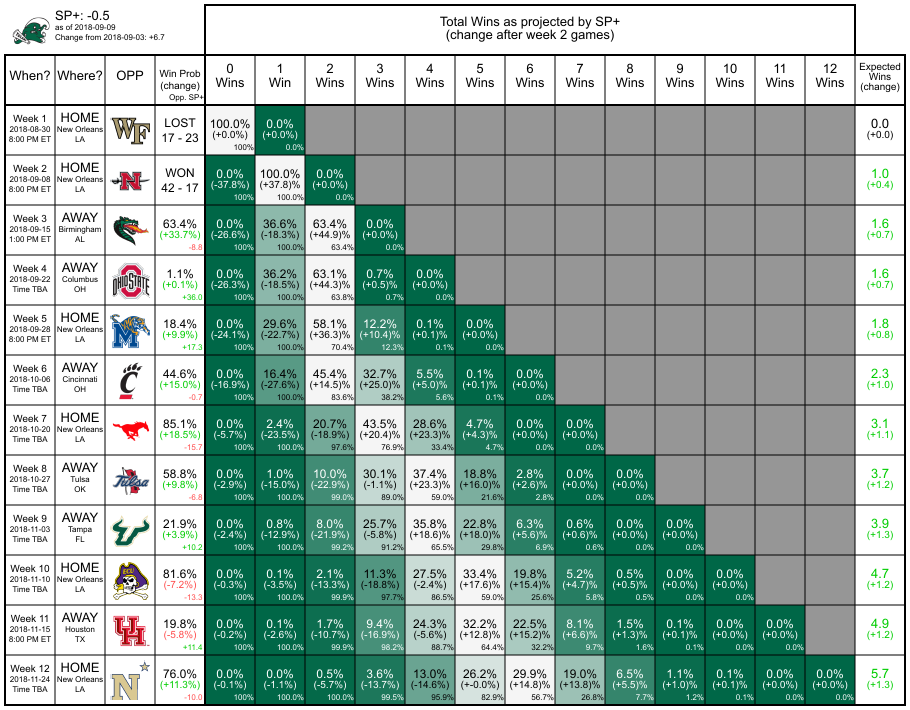 SP+: -0.5
as of 2018-09-09
Change from 2018-09-03: +6.7
Total Wins as projected by SP+
(change after week 2 games)
When? Where? OPP Win Prob (change) Opp. SP+ 0 Wins 1 Win 2 Wins 3 Wins 4 Wins 5 Wins 6 Wins 7 Wins 8 Wins 9 Wins 10 Wins 11 Wins 12 Wins Expected Wins (change)
Week 1 HOME LOST 100.0% 0.0% 0.0
2018-08-30 New Orleans WF (+0.0%) (+0.0%) (+0.0)
8:00 PM ET LA 17 - 23 100% 0.0%
Week 2 HOME WON 0.0% 100.0% 0.0% 1.0
2018-09-08 New Orleans N (-37.8%) (+37.8)% (+0.0%) (+0.4)
8:00 PM ET LA 42 - 17 100% 100.0% 0.0%
Week 3 AWAY 63.4% 0.0% 36.6% 63.4% 0.0% 1.6
2018-09-15 Birmingham (+33.7%) (-26.6%) (-18.3%) (+44.9)% (+0.0%) (+0.7)
1:00 PM ET AL -8.8 100% 100.0% 63.4% 0.0%
Week 4 AWAY 1.1% 0.0% 36.2% 63.1% 0.7% 0.0% 1.6
2018-09-22 Columbus OHIO STATE (+0.1%) (-26.3%) (-18.5%) (+44.3)% (+0.5)% (+0.0%) (+0.7)
Time TBA OH +36.0 100% 100.0% 63.8% 0.7% 0.0%
Week 5 HOME 18.4% 0.0% 29.6% 58.1% 12.2% 0.1% 0.0% 1.8
2018-09-28 New Orleans M (+9.9%) (-24.1%) (-22.7%) (+36.3)% (+10.4)% (+0.1)% (+0.0%) (+0.8)
8:00 PM ET LA +17.3 100% 100.0% 70.4% 12.3% 0.1% 0.0%
Week 6 AWAY 44.6% 0.0% 16.4% 45.4% 32.7% 5.5% 0.1% 0.0% 2.3
2018-10-06 Cincinnati C (+15.0%) (-16.9%) (-27.6%) (+14.5)% (+25.0)% (+5.0)% (+0.1)% (+0.0%) (+1.0)
Time TBA OH -0.7 100% 100.0% 83.6% 38.2% 5.6% 0.1% 0.0%
Week 7 HOME 85.1% 0.0% 2.4% 20.7% 43.5% 28.6% 4.7% 0.0% 0.0% 3.1
2018-10-20 New Orleans (+18.5%) (-5.7%) (-23.5%) (-18.9%) (+20.4)% (+23.3)% (+4.3)% (+0.0)% (+0.0%) (+1.1)
Time TBA LA -15.7 100% 100.0% 97.6% 76.9% 33.4% 4.7% 0.0% 0.0%
Week 8 AWAY 58.8% 0.0% 1.0% 10.0% 30.1% 37.4% 18.8% 2.8% 0.0% 0.0% 3.7
2018-10-27 Tulsa Tulsa (+9.8%) (-2.9%) (-15.0%) (-22.9%) (-1.1%) (+23.3)% (+16.0)% (+2.6)% (+0.0)% (+0.0%) (+1.2)
Time TBA OK -6.8 100% 100.0% 99.0% 89.0% 59.0% 21.6% 2.8% 0.0% 0.0%
Week 9 AWAY 21.9% 0.0% 0.8% 8.0% 25.7% 35.8% 22.8% 6.3% 0.6% 0.0% 0.0% 3.9
2018-11-03 Tampa (+3.9%) (-2.4%) (-12.9%) (-21.9%) (-5.8%) (+18.6)% (+18.0)% (+5.6)% (+0.6)% (+0.0)% (+0.0%) (+1.3)
Time TBA FL +10.2 100% 100.0% 99.2% 91.2% 65.5% 29.8% 6.9% 0.6% 0.0% 0.0%
Week 10 HOME 81.6% 0.0% 0.1% 2.1% 11.3% 27.5% 33.4% 19.8% 5.2% 0.5% 0.0% 0.0% 4.7
2018-11-10 New Orleans ECU (-7.2%) (-0.3%) (-3.5%) (-13.3%) (-18.8%) (-2.4%) (+17.6)% (+15.4)% (+4.7)% (+0.5)% (+0.0)% (+0.0%) (+1.2)
Time TBA LA -13.3 100% 100.0% 99.9% 97.7% 86.5% 59.0% 25.6% 5.8% 0.5% 0.0% 0.0%
Week 11 AWAY 19.8% 0.0% 0.1% 1.7% 9.4% 24.3% 32.2% 22.5% 8.1% 1.5% 0.1% 0.0% 0.0% 4.9
2018-11-15 Houston UH (-5.8%) (-0.2%) (-2.6%) (-10.7%) (-16.9%) (-5.6%) (+12.8)% (+15.2)% (+6.6)% (+1.3)% (+0.1)% (+0.0)% (+0.0%) (+1.2)
8:00 PM ET TX +11.4 100% 100.0% 99.9% 98.2% 88.7% 64.4% 32.2% 9.7% 1.6% 0.1% 0.0% 0.0%
Week 12 HOME 76.0% 0.0% 0.0% 0.5% 3.6% 13.0% 26.2% 29.9% 19.0% 6.5% 1.1% 0.1% 0.0% 0.0% 5.7
2018-11-24 New Orleans N (+11.3%) (-0.1%) (-1.1%) (-5.7%) (-13.7%) (-14.6%) (+-0.0)% (+14.8)% (+13.8)% (+5.5)% (+1.0)% (+0.1)% (+0.0)% (+0.0%) (+1.3)
Time TBA LA -10.0 100% 100.0% 100.0% 99.5% 95.9% 82.9% 56.7% 26.8% 7.7% 1.2% 0.1% 0.0% 0.0%